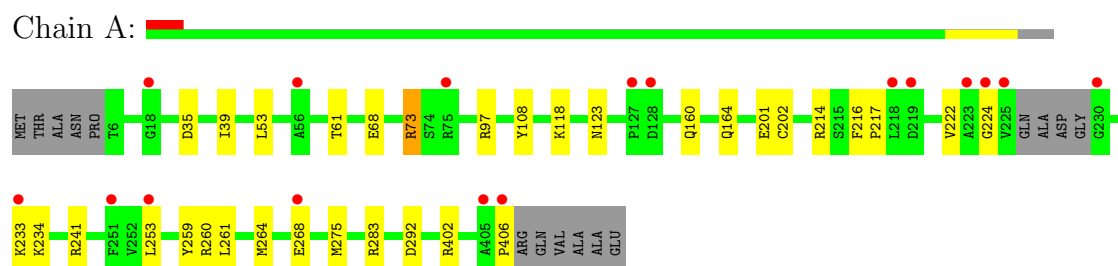 Chain A:
MET THR ALA ASN PRO T6 G18 D35 I39 L53 A56 T61 E68 R73 S74 R75 R97 Y108 K118 N123 P127 D128 Q160 Q164 E201 C202 R214 S215 F216 P217 L218 D219 V222 A223 G224 V225 GLN ALA ASP GLY G230
K233 K234 R241 F251 V252 L253 Y259 R260 L261 M264 E268 M275 R283 D292 R402 A405 P406 ARG GLN VAL ALA ALA GLU